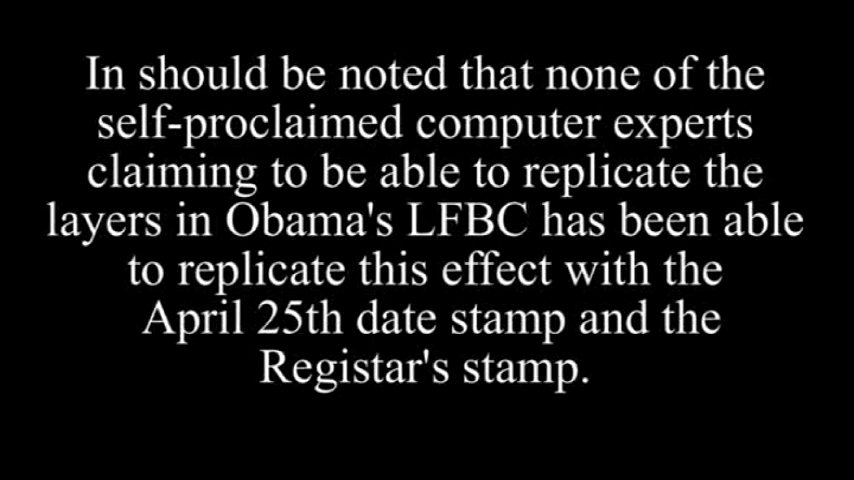 In should be noted that none of the
self-proclaimed computer experts
claiming to be able to replicate the
layers in Obama's LFBC has been able
to replicate this effect with the
April 25th date stamp and the
Registar's stamp.